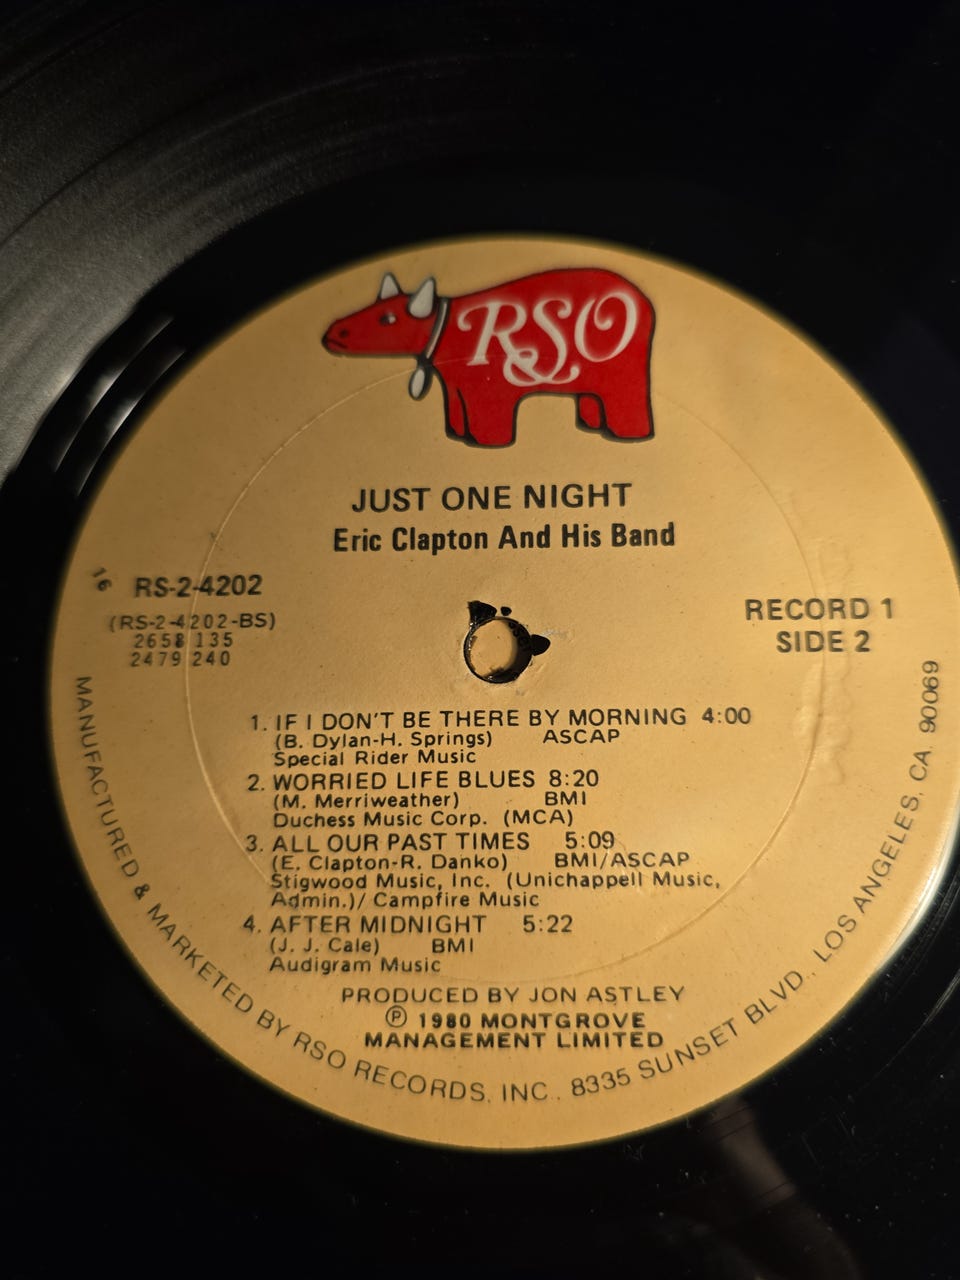 RSO
JUST ONE NIGHT
Eric Clapton And His Band
16 RS-2-4202
(RS-2-4202-BS)
2658 135
2479 240
RECORD 1
SIDE 2
1. IF I DON'T BE THERE BY MORNING 4:00
(B. Dylan-H. Springs) ASCAP
Special Rider Music
2. WORRIED LIFE BLUES 8:20
(M. Merriweather) BMI
Duchess Music Corp. (MCA)
3. ALL OUR PAST TIMES 5:09
(E. Clapton-R. Danko) BMI/ASCAP
Stigwood Music, Inc. (Unichappell Music,
Admin.)/ Campfire Music
4. AFTER MIDNIGHT 5:22
(J. J. Cale) BMI
Audigram Music
PRODUCED BY JON ASTLEY
Ⓟ 1980 MONTGROVE
MANAGEMENT LIMITED
MANUFACTURED & MARKETED BY RSO RECORDS, INC., 8335 SUNSET BLVD., LOS ANGELES, CA. 90069